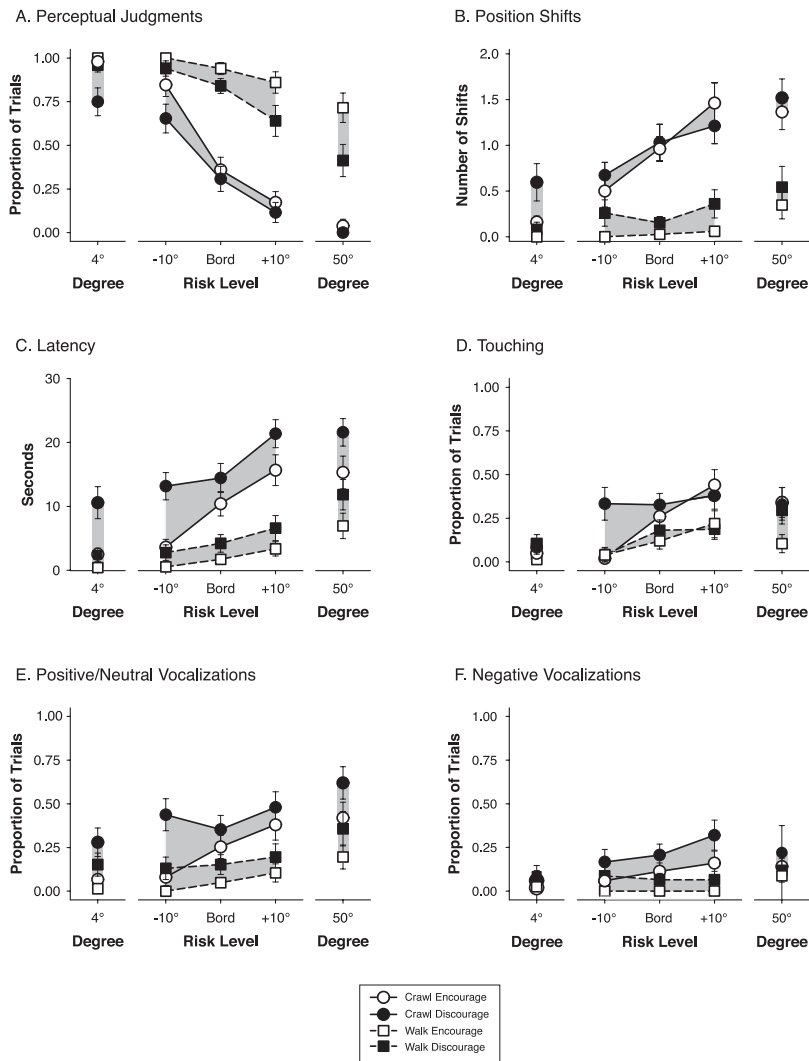 A. Perceptual Judgments
Proportion of Trials
1.00
0.75
0.50
0.25
0.00
4°
-10°
Bord
+10°
50°
Degree
Risk Level
Degree
B. Position Shifts
Number of Shifts
2.0
1.5
1.0
0.5
0.0
4°
-10°
Bord
+10°
50°
Degree
Risk Level
Degree
C. Latency
Seconds
30
20
10
0
4°
-10°
Bord
+10°
50°
Degree
Risk Level
Degree
D. Touching
Proportion of Trials
1.00
0.75
0.50
0.25
0.00
4°
-10°
Bord
+10°
50°
Degree
Risk Level
Degree
E. Positive/Neutral Vocalizations
Proportion of Trials
1.00
0.75
0.50
0.25
0.00
4°
-10°
Bord
+10°
50°
Degree
Risk Level
Degree
F. Negative Vocalizations
Proportion of Trials
1.00
0.75
0.50
0.25
0.00
4°
-10°
Bord
+10°
50°
Degree
Risk Level
Degree
Crawl Encourage
Crawl Discourage
Walk Encourage
Walk Discourage